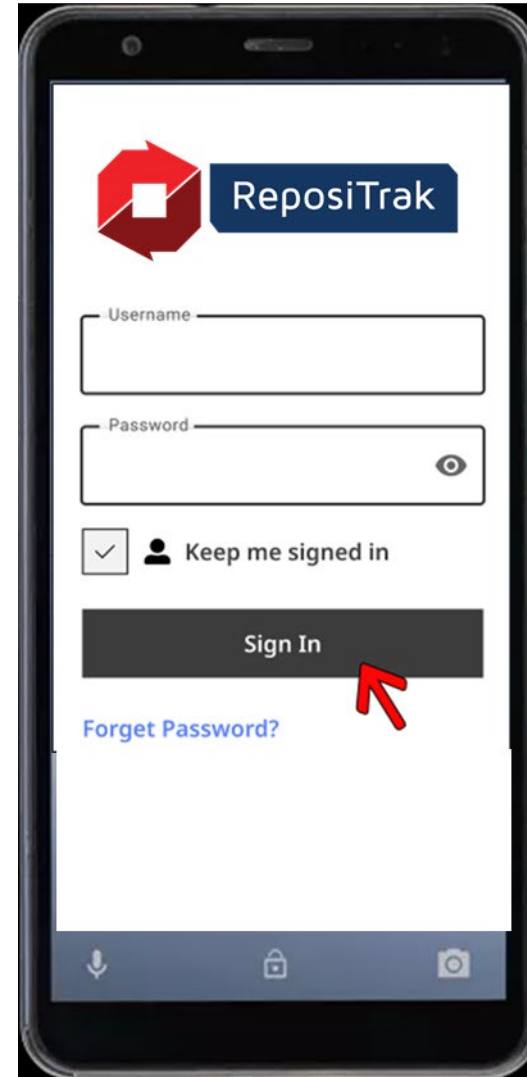 ReposiTrak
Username
Password
Keep me signed in
Sign In
Forget Password?